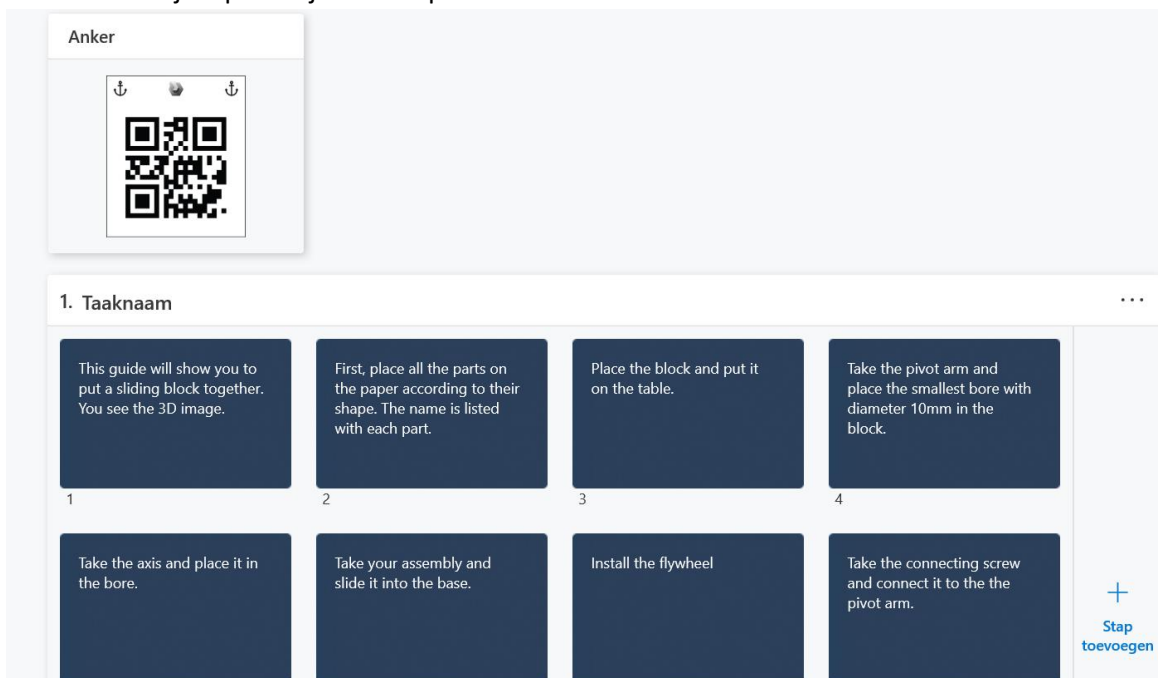 Anker
1. Taaknaam
...
This guide will show you to
put a sliding block together.
You see the 3D image.
1
First, place all the parts on
the paper according to their
shape. The name is listed
with each part.
2
Place the block and put it
on the table.
3
Take the pivot arm and
place the smallest bore with
diameter 10mm in the
block.
4
Take the axis and place it in
the bore.
Take your assembly and
slide it into the base.
Install the flywheel
Take the connecting screw
and connect it to the the
pivot arm.
+
Stap
toevoegen